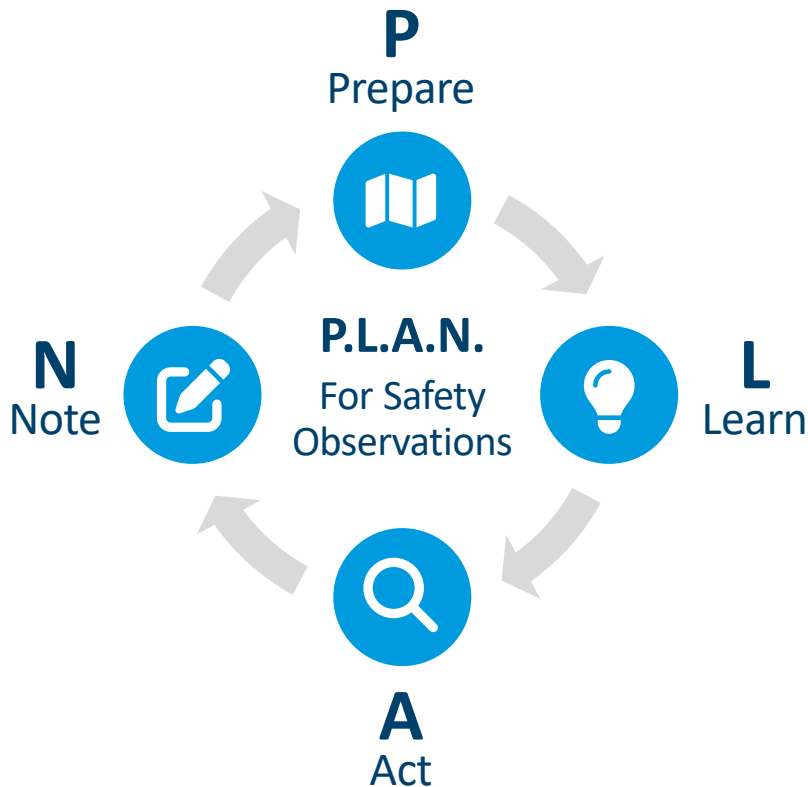 P
Prepare
P.L.A.N.
For Safety
Observations
N
Note
L
Learn
A
Act